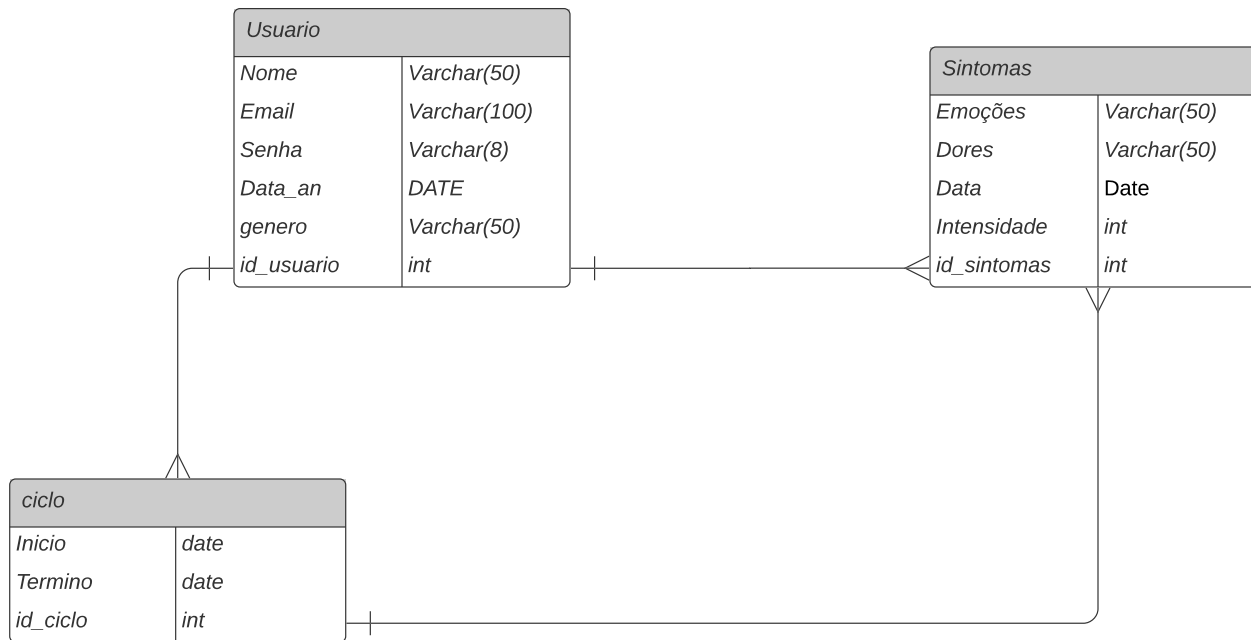 Usuario
Nome Varchar(50)
Email Varchar(100)
Senha Varchar(8)
Data_an DATE
genero Varchar(50)
id_usuario int
Sintomas
Emoções Varchar(50)
Dores Varchar(50)
Data Date
Intensidade int
id_sintomas int
ciclo
Inicio date
Termino date
id_ciclo int